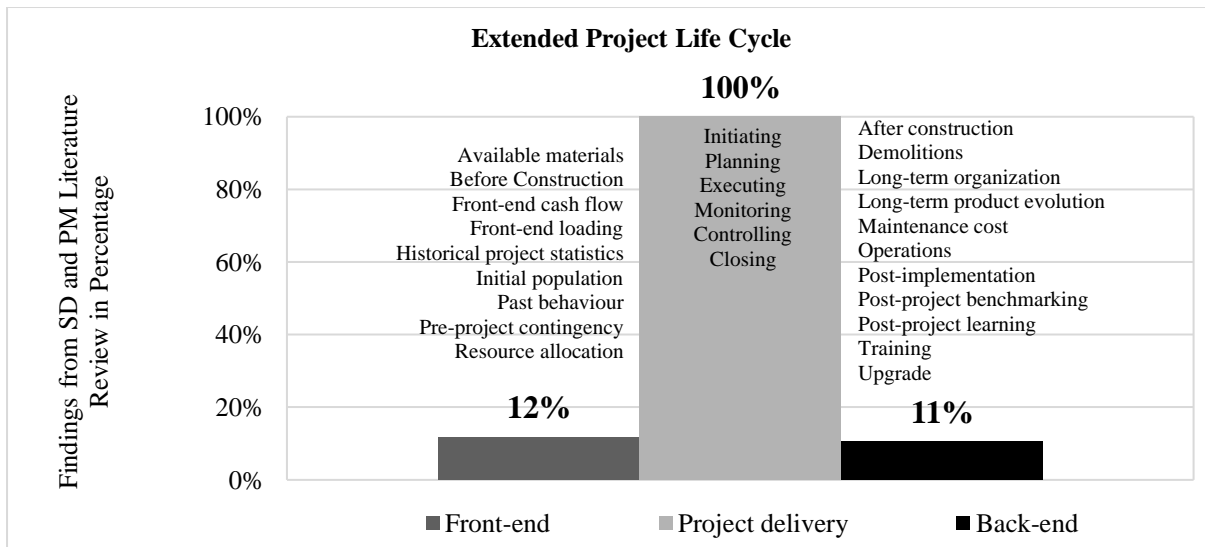 Extended Project Life Cycle
Findings from SD and PM Literature
Review in Percentage
100%
80%
60%
40%
20%
0%
Available materials
Before Construction
Front-end cash flow
Front-end loading
Historical project statistics
Initial population
Past behaviour
Pre-project contingency
Resource allocation
12%
100%
Initiating
Planning
Executing
Monitoring
Controlling
Closing
After construction
Demolitions
Long-term organization
Long-term product evolution
Maintenance cost
Operations
Post-implementation
Post-project benchmarking
Post-project learning
Training
Upgrade
11%
Front-end
Project delivery
Back-end